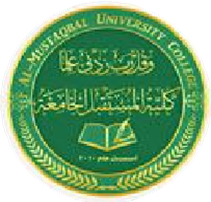 AL MUSTAQBAL UNIVERSITY COLLEGE
وقل رب زدني علما
كلية المستقبل الجامعة